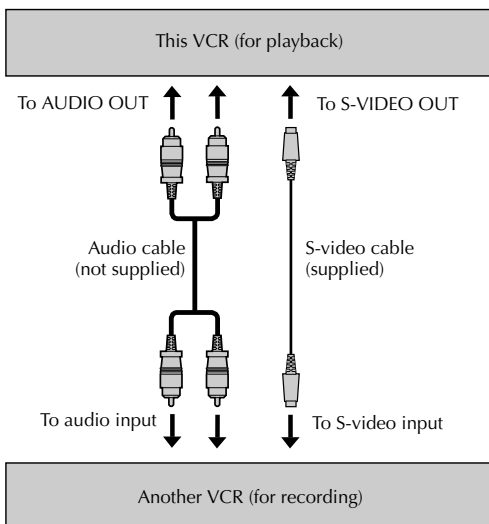 This VCR (for playback)
To AUDIO OUT
To S-VIDEO OUT
Audio cable
(not supplied)
S-video cable
(supplied)
To audio input
To S-video input
Another VCR (for recording)